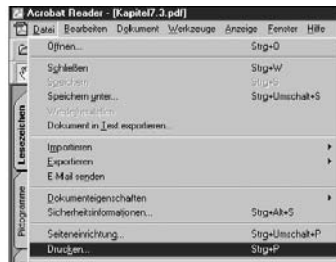 Acrobat Reader - [Kapitel7.3.pdf]
Datei Bearbeiten Dokument Werkzeuge Anzeige Fenster Hilfe
Öffnen... Strg+O
Schließen Strg+W
Speichern Strg+S
Speichern unter... Strg+Umschalt+S
Wiederherstellen
Dokument in Text exportieren...
Importieren
Exportieren
E-Mail senden
Dokumenteigenschaften
Sicherheitsinformationen... Strg+Alt+S
Seiteneinrichtung... Strg+Umschalt+P
Drucken... Strg+P
Lesezeichen
Piktogramme